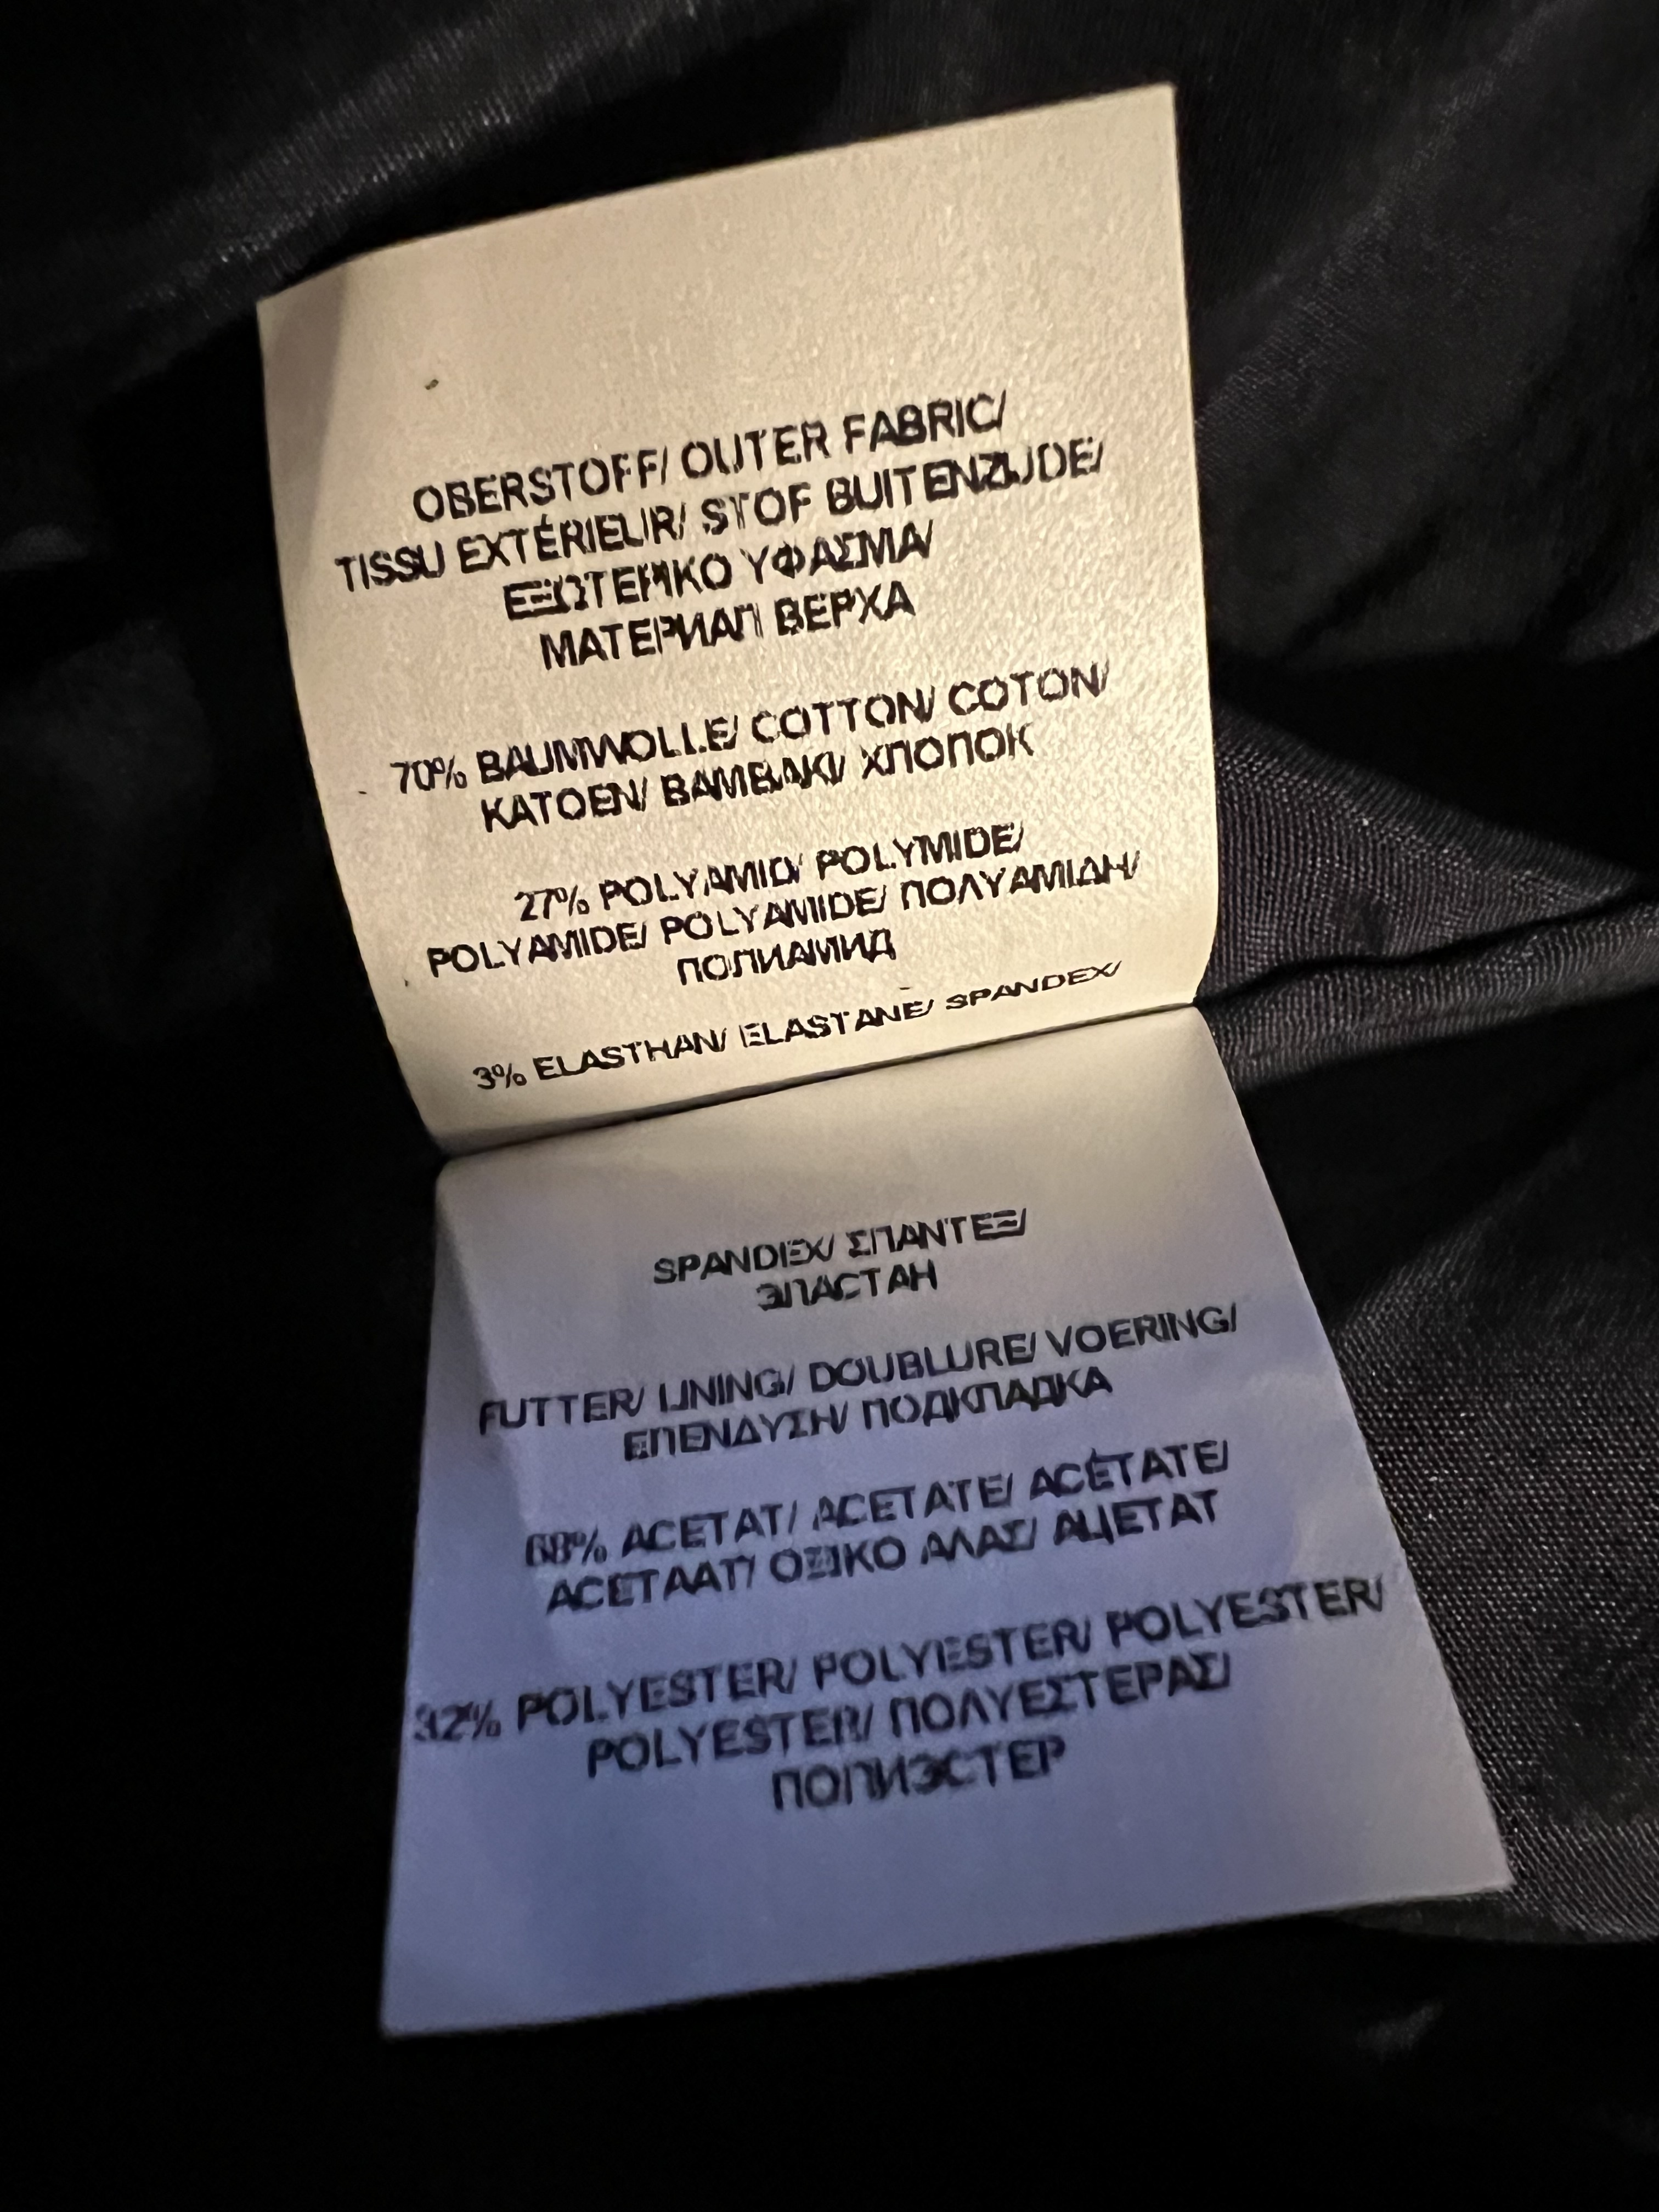 OBERSTOFF/ OUTER FABRIC/
TISSU EXTÉRIEUR/ STOF BUITENZIJDE/
ΕΞΩΤΕΡΙΚΟ ΥΦΑΣΜΑ/
МАТЕРИАЛ ВЕРХА
70% BAUMWOLLE/ COTTON/ COTON/
KATOEN/ ΒΑΜΒΑΚΙ/ ХЛОПОК
27% POLYAMID/ POLYMIDE/
POLYAMIDE/ POLYAMIDE/ ΠΟΛΥΑΜΙΔΗ/
ПОЛИАМИД
3% ELASTHAN/ ELASTANE/ SPANDEX/
SPANDEX/ ΣΠΑΝΤΕΞ/
ЭЛАСТАН
FUTTER/ LINING/ DOUBLURE/ VOERING/
ΕΠΕΝΔΥΣΗ/ ПОДКЛАДКА
68% ACETAT/ ACETATE/ ACÉTATE/
ACETAAT/ ΟΞΙΚΟ ΑΛΑΣ/ АЦЕТАТ
32% POLYESTER/ POLYESTER/ POLYESTER/
POLYESTER/ ΠΟΛΥΕΣΤΕΡΑΣ/
ПОЛИЭСТЕР